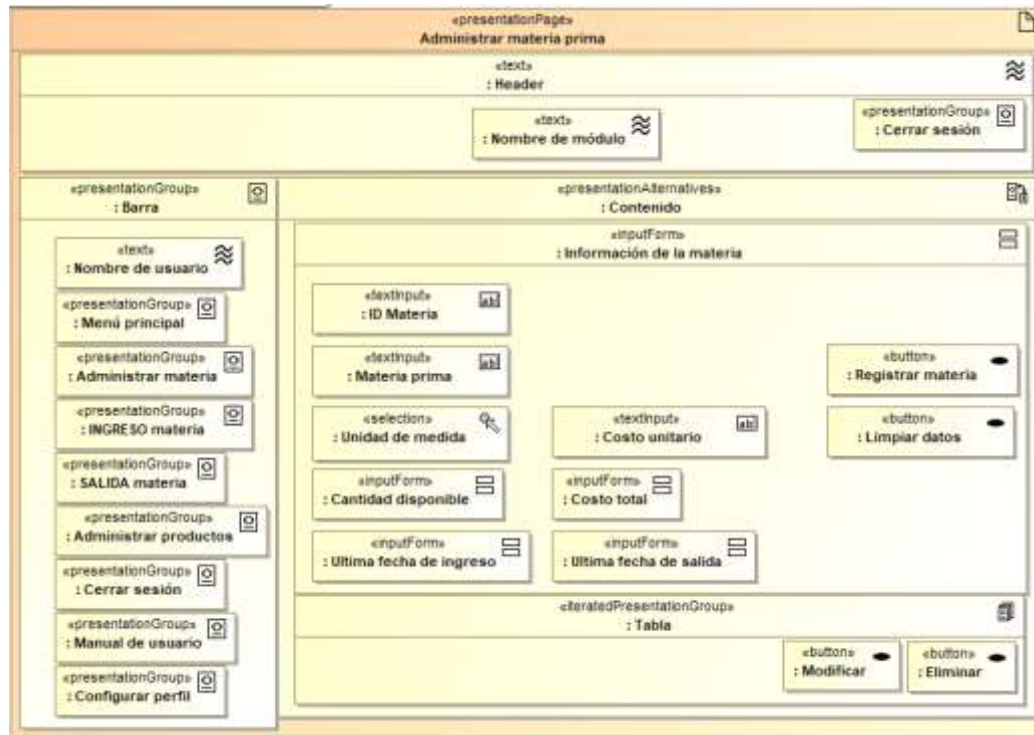 «presentationPage»
Administrar materia prima
«text»
: Header
«text»
: Nombre de módulo
«presentationGroup»
: Cerrar sesión
«presentationGroup»
: Barra
«text»
: Nombre de usuario
«presentationGroup»
: Menú principal
«presentationGroup»
: Administrar materia
«presentationGroup»
: INGRESO materia
«presentationGroup»
: SALIDA materia
«presentationGroup»
: Administrar productos
«presentationGroup»
: Cerrar sesión
«presentationGroup»
: Manual de usuario
«presentationGroup»
: Configurar perfil
«presentationAlternatives»
: Contenido
«inputForm»
: Información de la materia
«textInput»
: ID Materia
«textInput»
: Materia prima
«button»
: Registrar materia
«selection»
: Unidad de medida
«textInput»
: Costo unitario
«button»
: Limpiar datos
«inputForm»
: Cantidad disponible
«inputForm»
: Costo total
«inputForm»
: Ultima fecha de ingreso
«inputForm»
: Ultima fecha de salida
«iteratedPresentationGroup»
: Tabla
«button»
: Modificar
«button»
: Eliminar